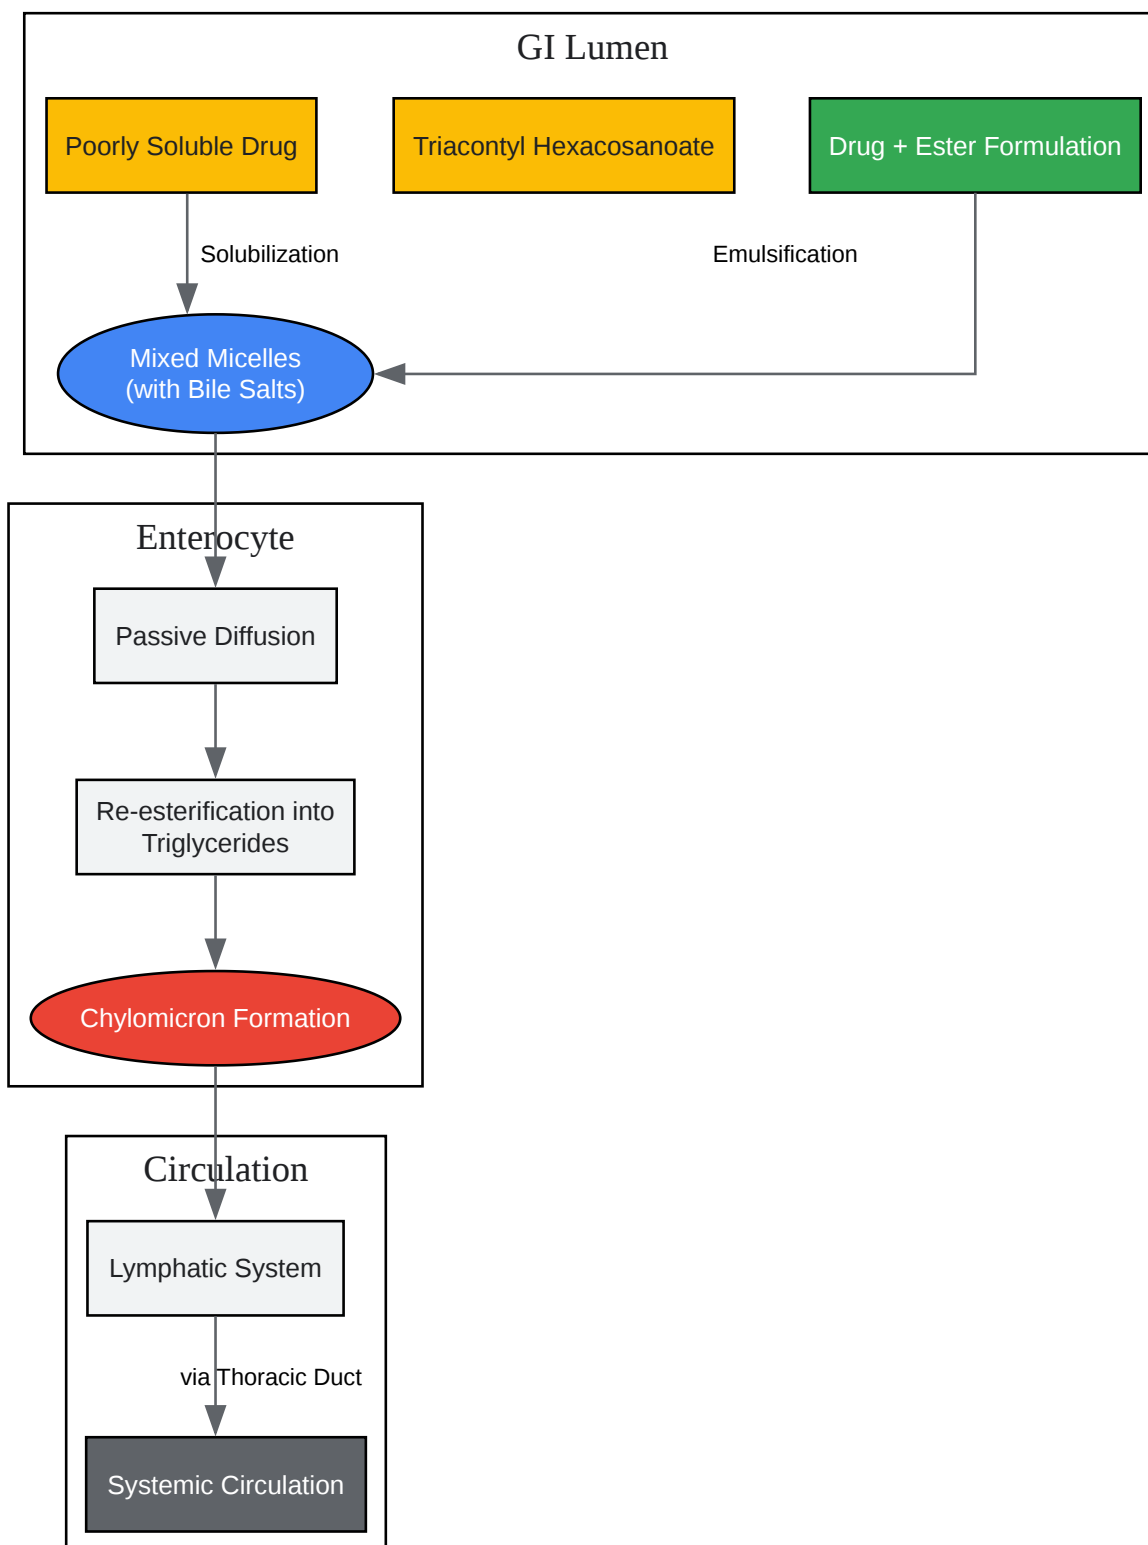 GI Lumen
Poorly Soluble Drug
Triacontyl Hexacosanoate
Drug + Ester Formulation
Solubilization
Emulsification
Mixed Micelles
(with Bile Salts)
Enterocyte
Passive Diffusion
Re-esterification into
Triglycerides
Chylomicron Formation
Circulation
Lymphatic System
via Thoracic Duct
Systemic Circulation